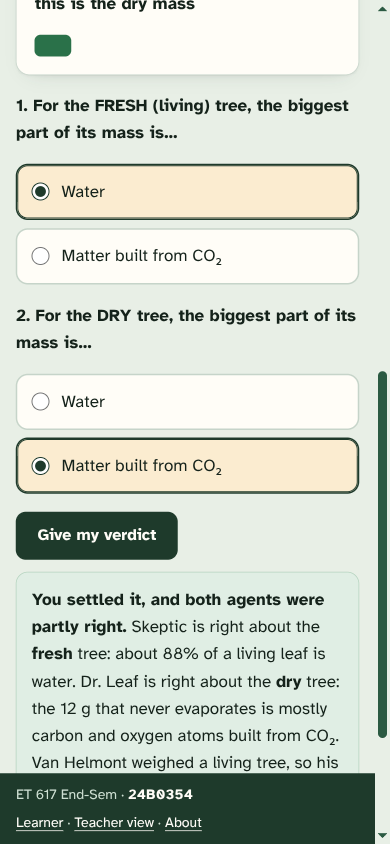 this is the dry mass
1. For the FRESH (living) tree, the biggest
part of its mass is...
Water
Matter built from CO₂
2. For the DRY tree, the biggest part of its
mass is...
Water
Matter built from CO₂
Give my verdict
You settled it, and both agents were
partly right. Skeptic is right about the
fresh tree: about 88% of a living leaf is
water. Dr. Leaf is right about the dry tree:
the 12 g that never evaporates is mostly
carbon and oxygen atoms built from CO₂.
Van Helmont weighed a living tree, so his
ET 617 End-Sem · 24B0354
Learner · Teacher view · About